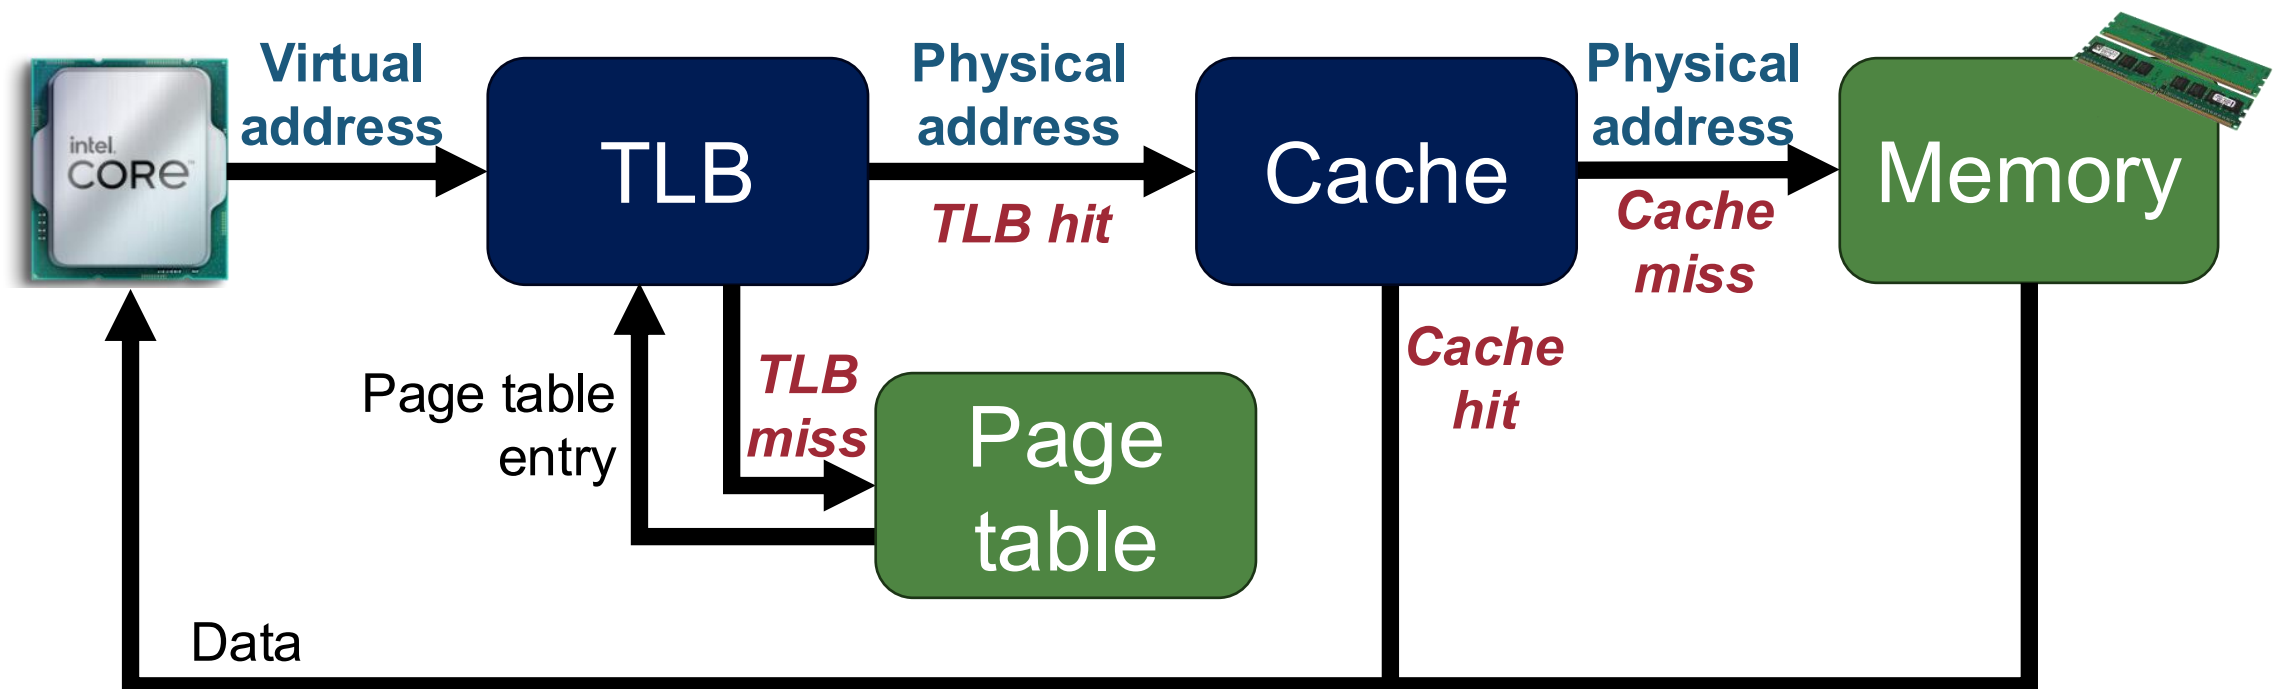 Virtual
address
intel.
CORE™
TLB
Physical
address
TLB hit
Cache
Physical
address
Cache
miss
Memory
Page table
entry
TLB
miss
Page
table
Cache
hit
Data